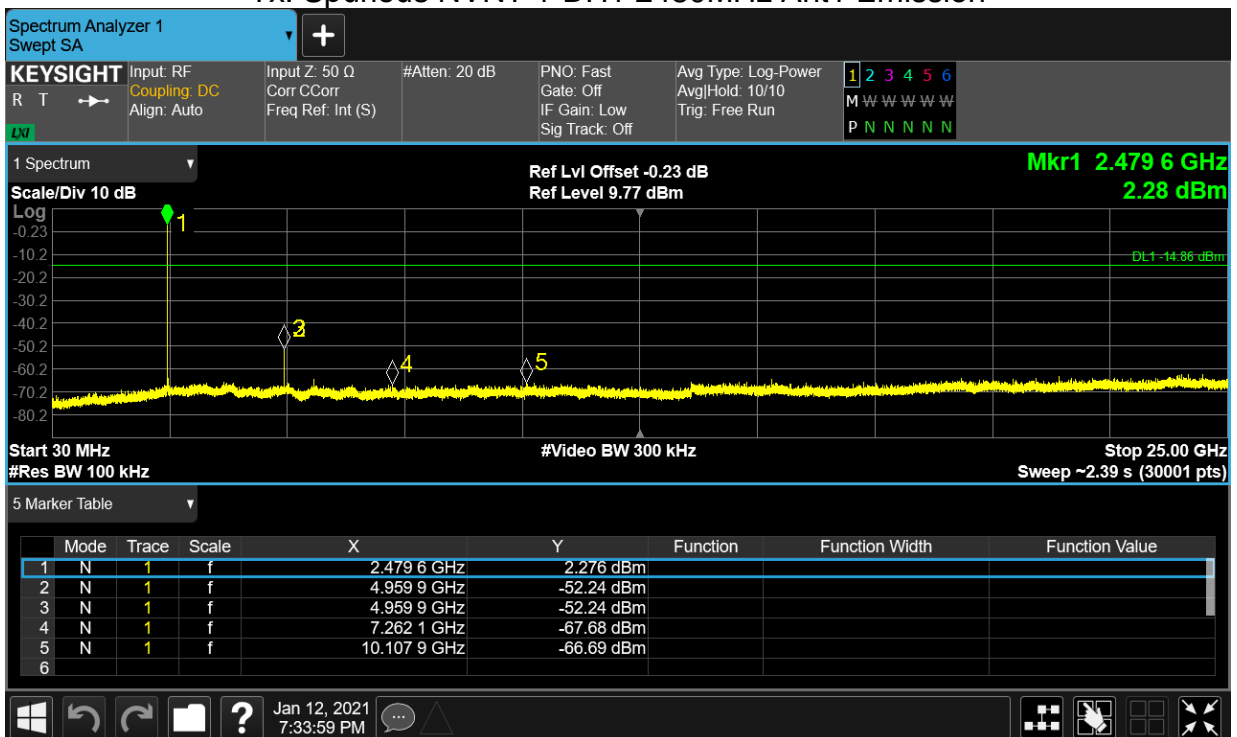 Spectrum Analyzer 1
Swept SA
KEYSIGHT Input: RF Input Z: 50 Ω #Atten: 20 dB PNO: Fast Avg Type: Log-Power 1 2 3 4 5 6
R T Coupling: DC Corr CCorr Gate: Off Avg|Hold: 10/10 M W W W W W
Align: Auto Freq Ref: Int (S) IF Gain: Low Trig: Free Run
LXI Sig Track: Off P N N N N N
1 Spectrum Ref Lvl Offset -0.23 dB Mkr1 2.479 6 GHz
Scale/Div 10 dB Ref Level 9.77 dBm 2.28 dBm
Log
1
-0.23
-10.2
DL1 -14.86 dBm
-20.2
-30.2
-40.2
-50.2
-60.2 4 5
-70.2
-80.2
Start 30 MHz #Video BW 300 kHz Stop 25.00 GHz
#Res BW 100 kHz Sweep ~2.39 s (30001 pts)
5 Marker Table
Mode Trace Scale X Y Function Function Width Function Value
1 N 1 f 2.479 6 GHz 2.276 dBm
2 N 1 f 4.959 9 GHz -52.24 dBm
3 N 1 f 4.959 9 GHz -52.24 dBm
4 N 1 f 7.262 1 GHz -67.68 dBm
5 N 1 f 10.107 9 GHz -66.69 dBm
6
? Jan 12, 2021
7:33:59 PM